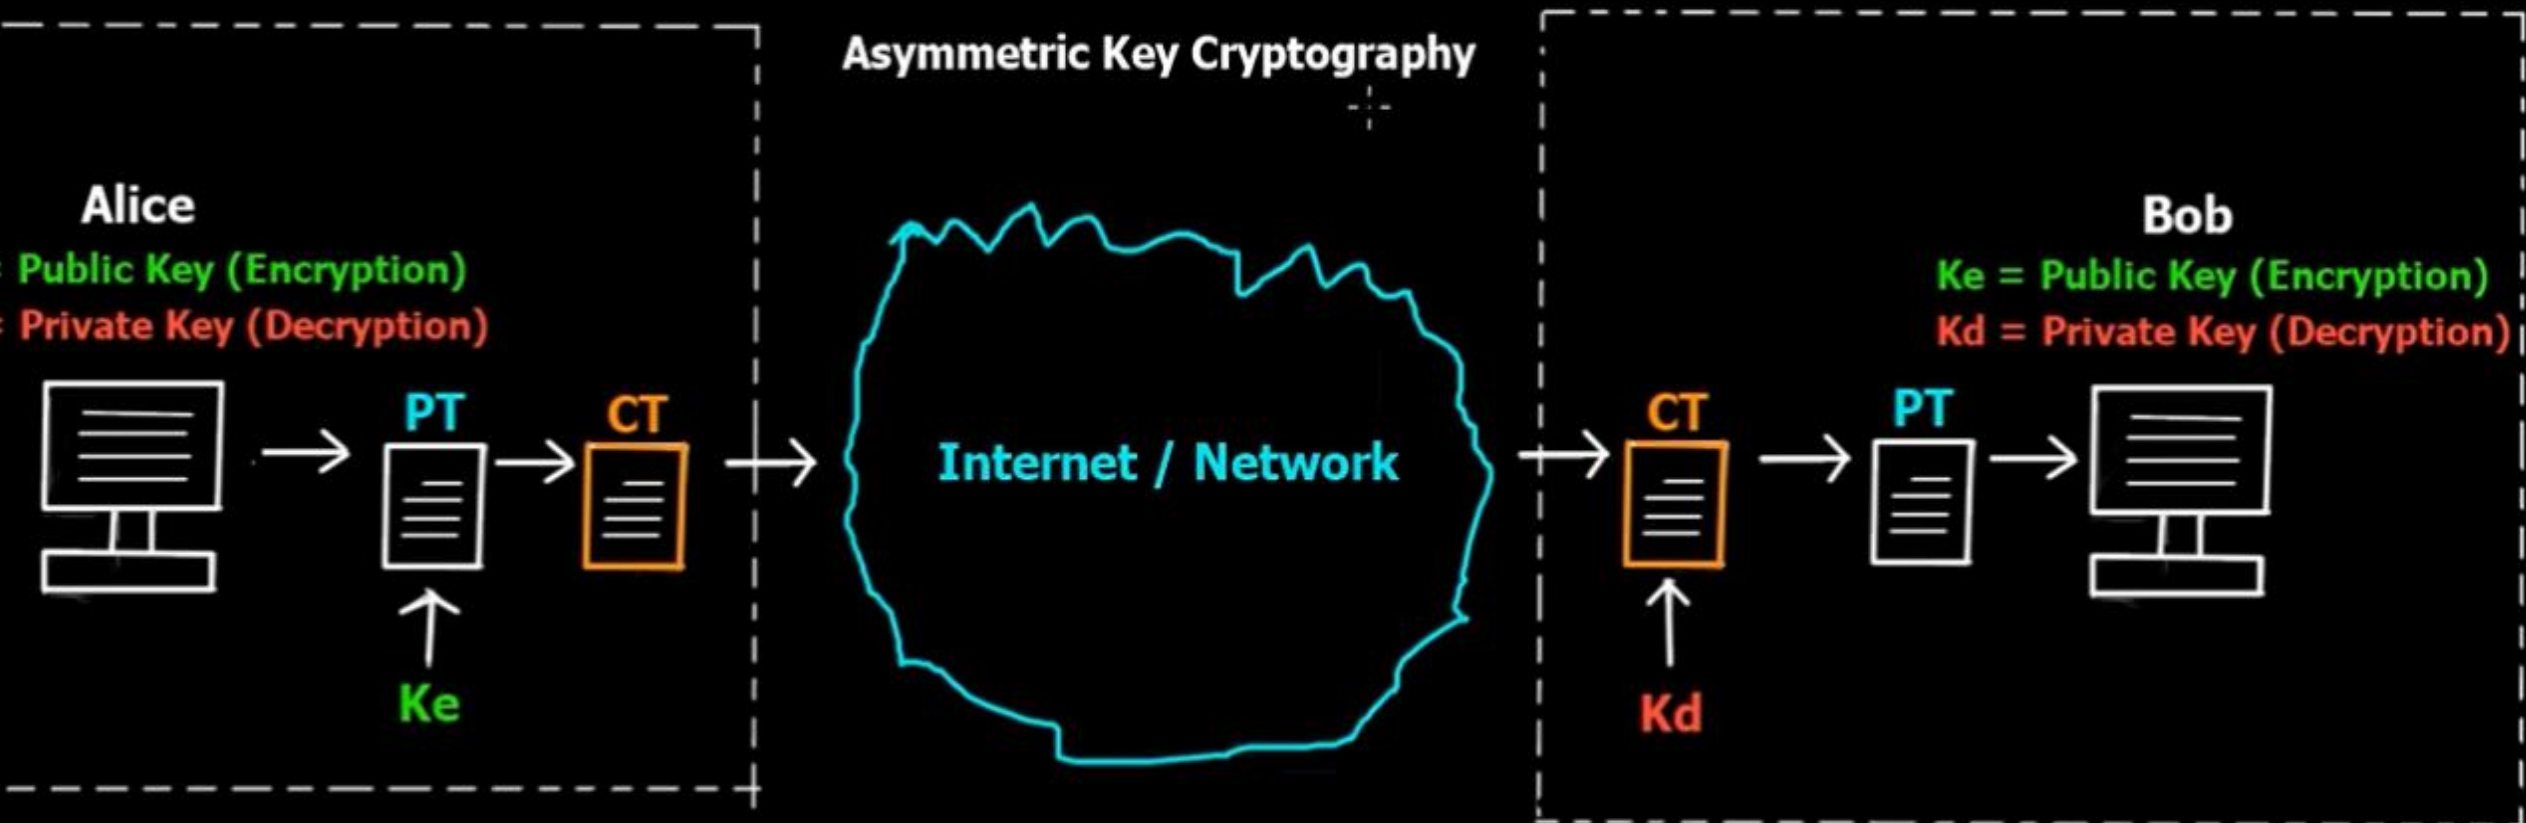 Asymmetric Key Cryptography
Alice
= Public Key (Encryption)
= Private Key (Decryption)
PT
CT
Ke
Internet / Network
Bob
Ke = Public Key (Encryption)
Kd = Private Key (Decryption)
CT
PT
Kd